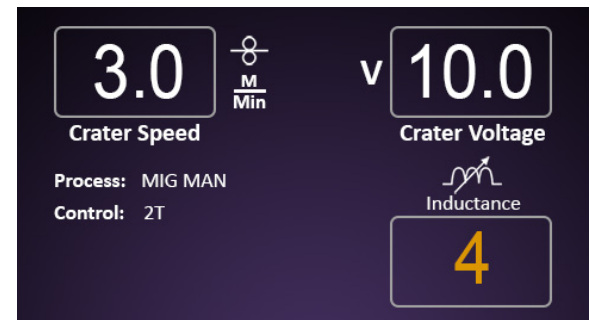 3.0
M
Min
V
10.0
Crater Speed
Crater Voltage
Process: MIG MAN
Control: 2T
Inductance
4